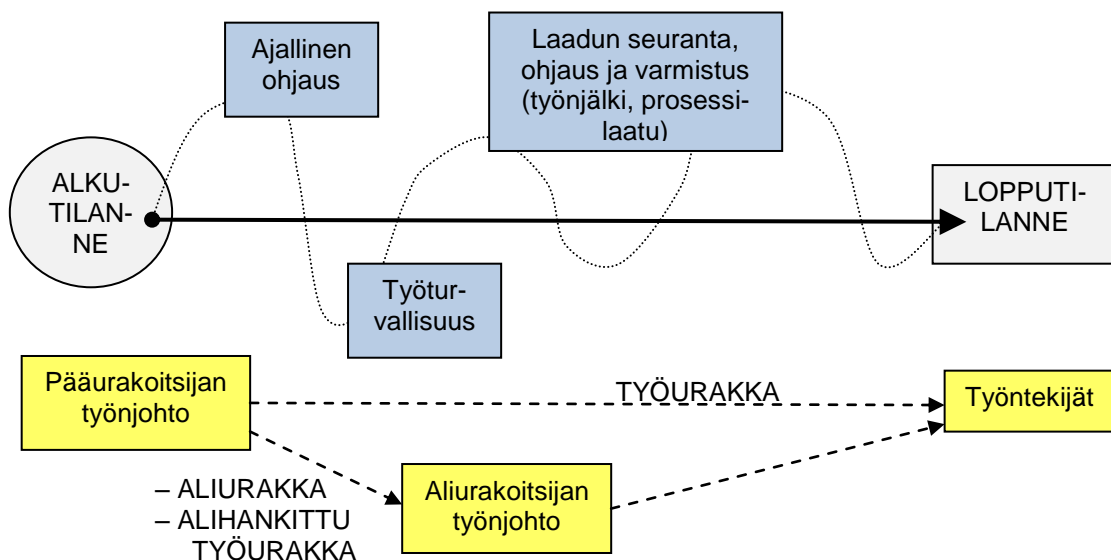 Ajallinen
ohjaus
Laadun seuranta,
ohjaus ja varmistus
(työnjälki, prosessi-
laatu)
ALKU-
TILAN-
NE
LOPPUTI-
LANNE
Työtur-
vallisuus
Pääurakoitsijan
työnjohto
TYÖURAKKA
Työntekijät
– ALIURAKKA
– ALIHANKITTU
TYÖURAKKA
Aliurakoitsijan
työnjohto